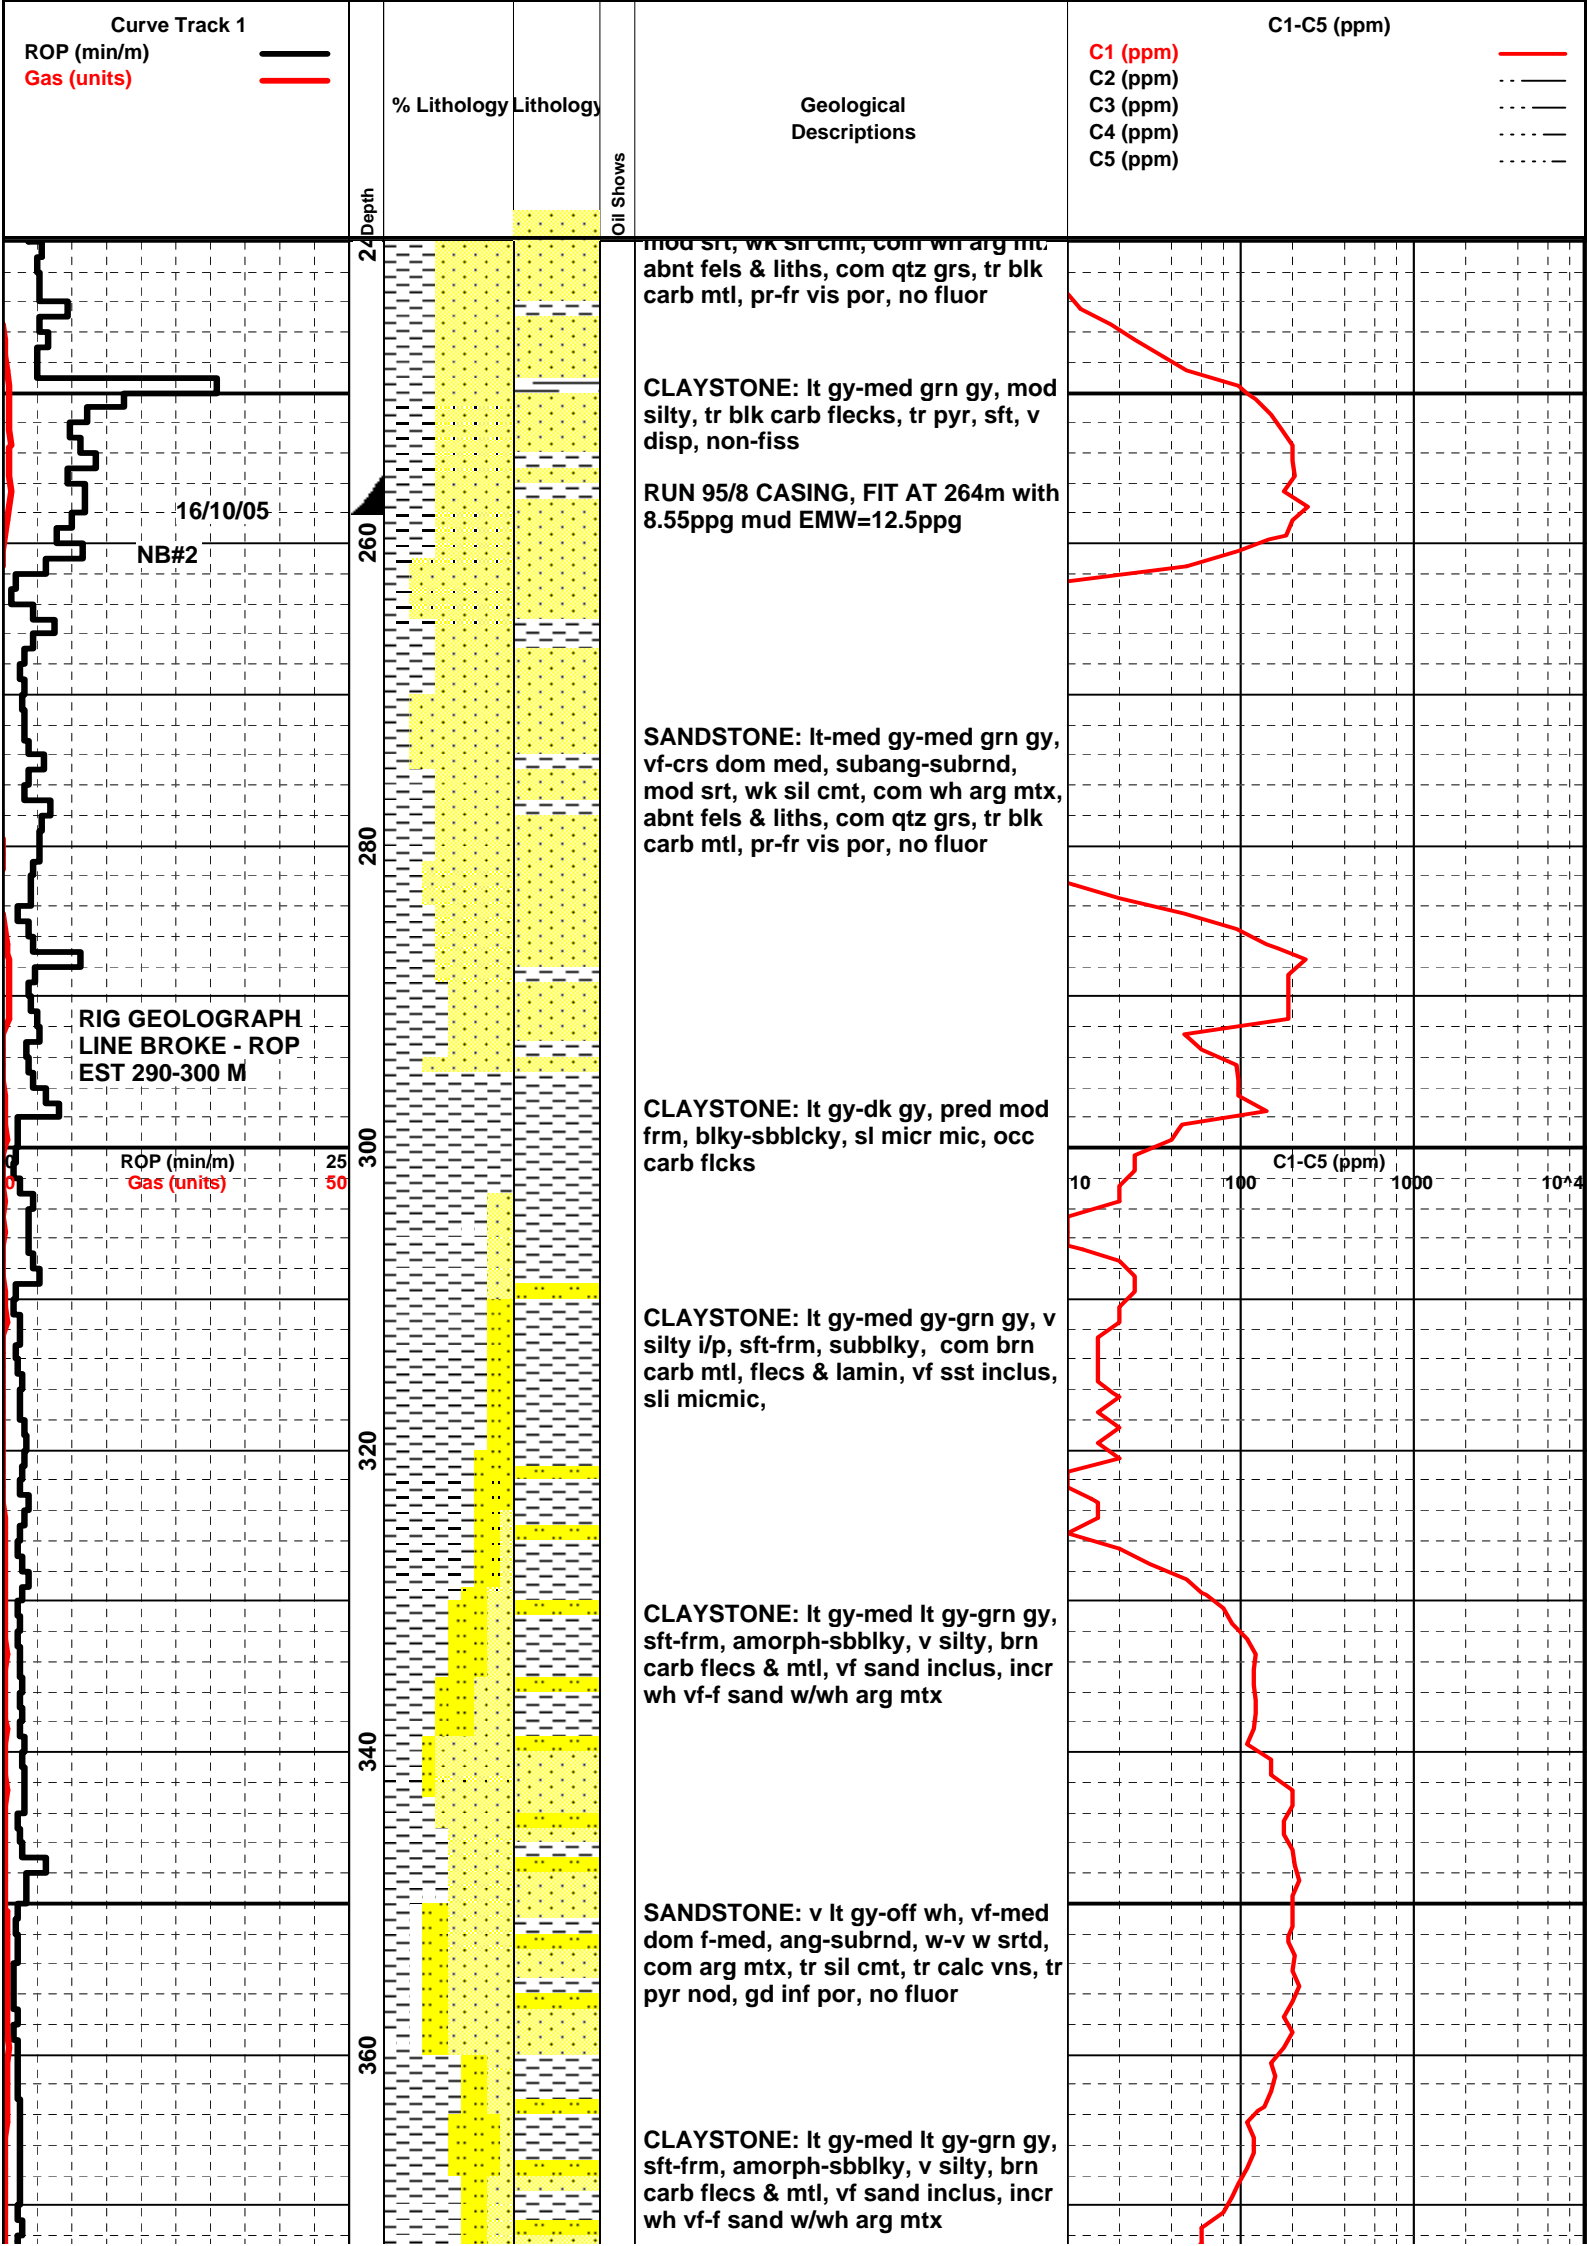 Curve Track 1
ROP (min/m)
Gas (units)
Depth
% Lithology
Lithology
Oil Shows
Geological
Descriptions
C1-C5 (ppm)
C1 (ppm)
C2 (ppm)
C3 (ppm)
C4 (ppm)
C5 (ppm)
24
mod srt, wk sil cmt, com wh arg mt
abnt fels & liths, com qtz grs, tr blk
carb mtl, pr-fr vis por, no fluor
CLAYSTONE: lt gy-med grn gy, mod
silty, tr blk carb flecks, tr pyr, sft, v
disp, non-fiss
RUN 95/8 CASING, FIT AT 264m with
8.55ppg mud EMW=12.5ppg
16/10/05
NB#2
260
SANDSTONE: lt-med gy-med grn gy,
vf-crs dom med, subang-subrnd,
mod srt, wk sil cmt, com wh arg mtx,
abnt fels & liths, com qtz grs, tr blk
carb mtl, pr-fr vis por, no fluor
280
RIG GEOLOGRAPH
LINE BROKE - ROP
EST 290-300 M
CLAYSTONE: lt gy-dk gy, pred mod
frm, blky-sbblcky, sl micr mic, occ
carb flcks
300
0 ROP (min/m) 25
0 Gas (units) 50
C1-C5 (ppm)
10 100 1000 10^4
CLAYSTONE: lt gy-med gy-grn gy, v
silty i/p, sft-frm, subblky, com brn
carb mtl, flecs & lamin, vf sst inclus,
sli micmic,
320
CLAYSTONE: lt gy-med lt gy-grn gy,
sft-frm, amorph-sbblky, v silty, brn
carb flecs & mtl, vf sand inclus, incr
wh vf-f sand w/wh arg mtx
340
SANDSTONE: v lt gy-off wh, vf-med
dom f-med, ang-subrnd, w-v w srtd,
com arg mtx, tr sil cmt, tr calc vns, tr
pyr nod, gd inf por, no fluor
360
CLAYSTONE: lt gy-med lt gy-grn gy,
sft-frm, amorph-sbblky, v silty, brn
carb flecs & mtl, vf sand inclus, incr
wh vf-f sand w/wh arg mtx